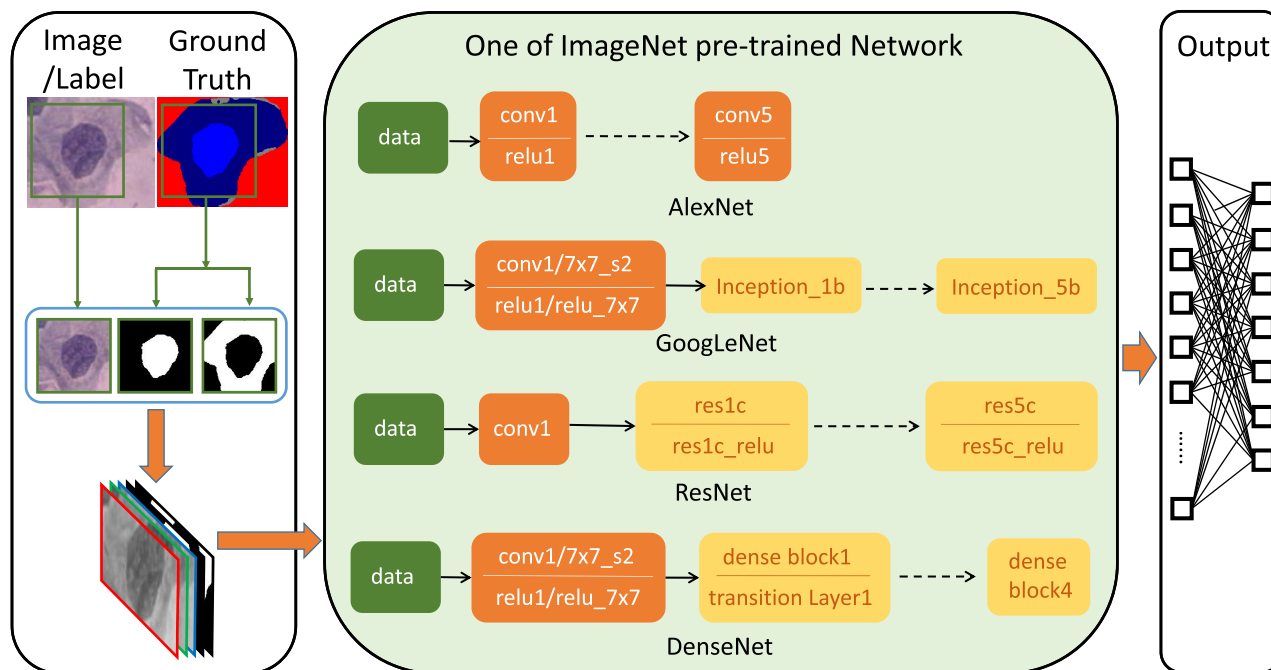 Image
/Label
Ground
Truth
One of ImageNet pre-trained Network
data
conv1
relu1
conv5
relu5
AlexNet
data
conv1/7x7_s2
relu1/relu_7x7
Inception_1b
Inception_5b
GoogLeNet
data
conv1
res1c
res1c_relu
res5c
res5c_relu
ResNet
data
conv1/7x7_s2
relu1/relu_7x7
dense block1
transition Layer1
dense
block4
DenseNet
Output